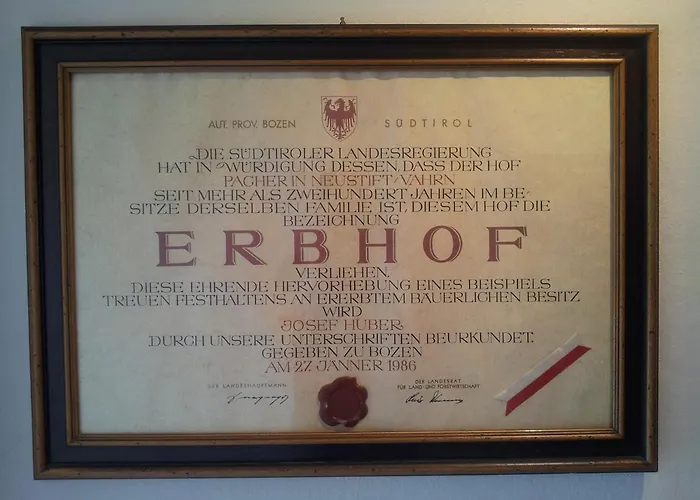 AUT. PROV. BOZEN SÜDTIROL
DIE SÜDTIROLER LANDESREGIERUNG
HAT IN WÜRDIGUNG DESSEN, DASS DER HOF
PACHER IN NEUSTIFT/VAHRN
SEIT MEHR ALS ZWEIHUNDERT JAHREN IM BE-
SITZE DERSELBEN FAMILIE IST, DIESEM HOF DIE
BEZEICHNUNG
ERBHOF
VERLIEHEN.
DIESE EHRENDE HERVORHEBUNG EINES BEISPIELS
TREUEN FESTHALTENS AN ERERBTEM BÄUERLICHEN BESITZ
WIRD
JOSEF HUBER
DURCH UNSERE UNTERSCHRIFTEN BEURKUNDET.
GEGEBEN ZU BOZEN
AM 27. JÄNNER 1986
DER LANDESHAUPTMANN
DER LANDESRAT
FÜR LAND- UND FORSTWIRTSCHAFT